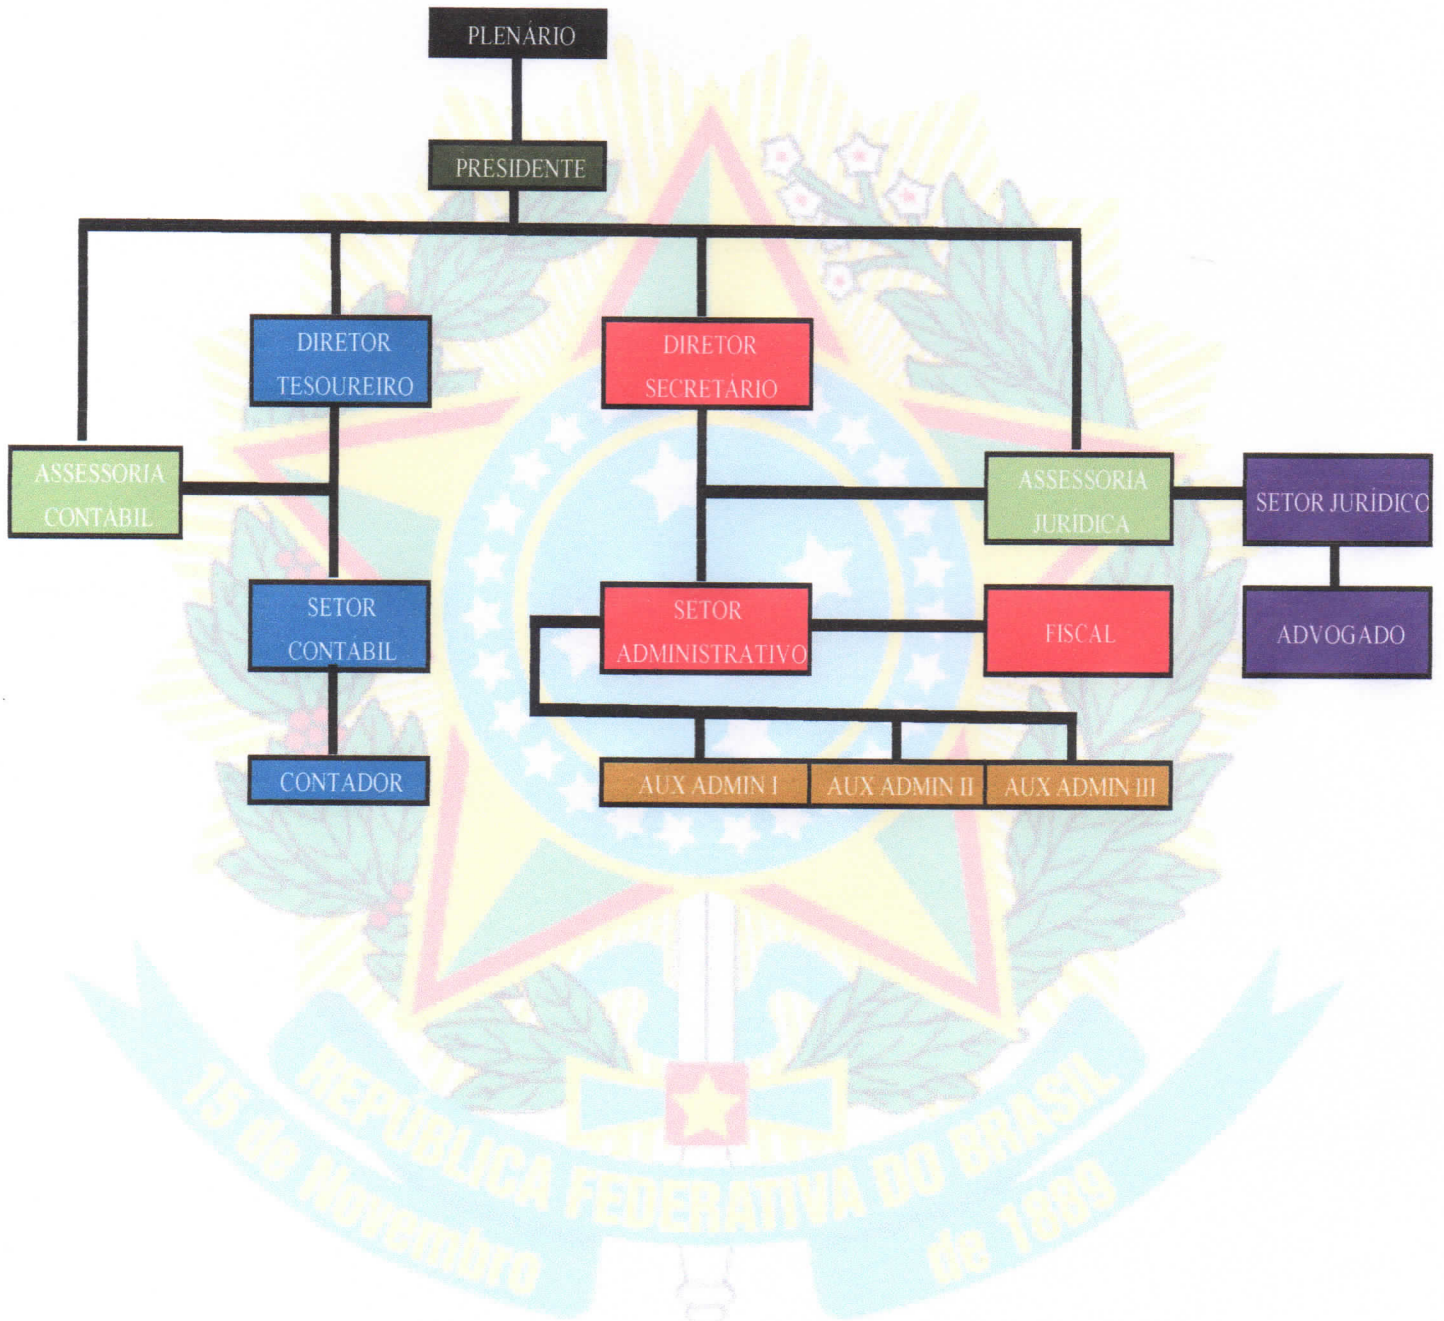 PLENÁRIO
PRESIDENTE
DIRETOR
TESOUREIRO
DIRETOR
SECRETÁRIO
ASSESSORIA
CONTÁBIL
ASSESSORIA
JURÍDICA
SETOR JURÍDICO
SETOR
CONTÁBIL
SETOR
ADMINISTRATIVO
FISCAL
ADVOGADO
CONTADOR
AUX ADMIN I
AUX ADMIN II
AUX ADMIN III
REPÚBLICA FEDERATIVA DO BRASIL
15 de Novembro
de 1889